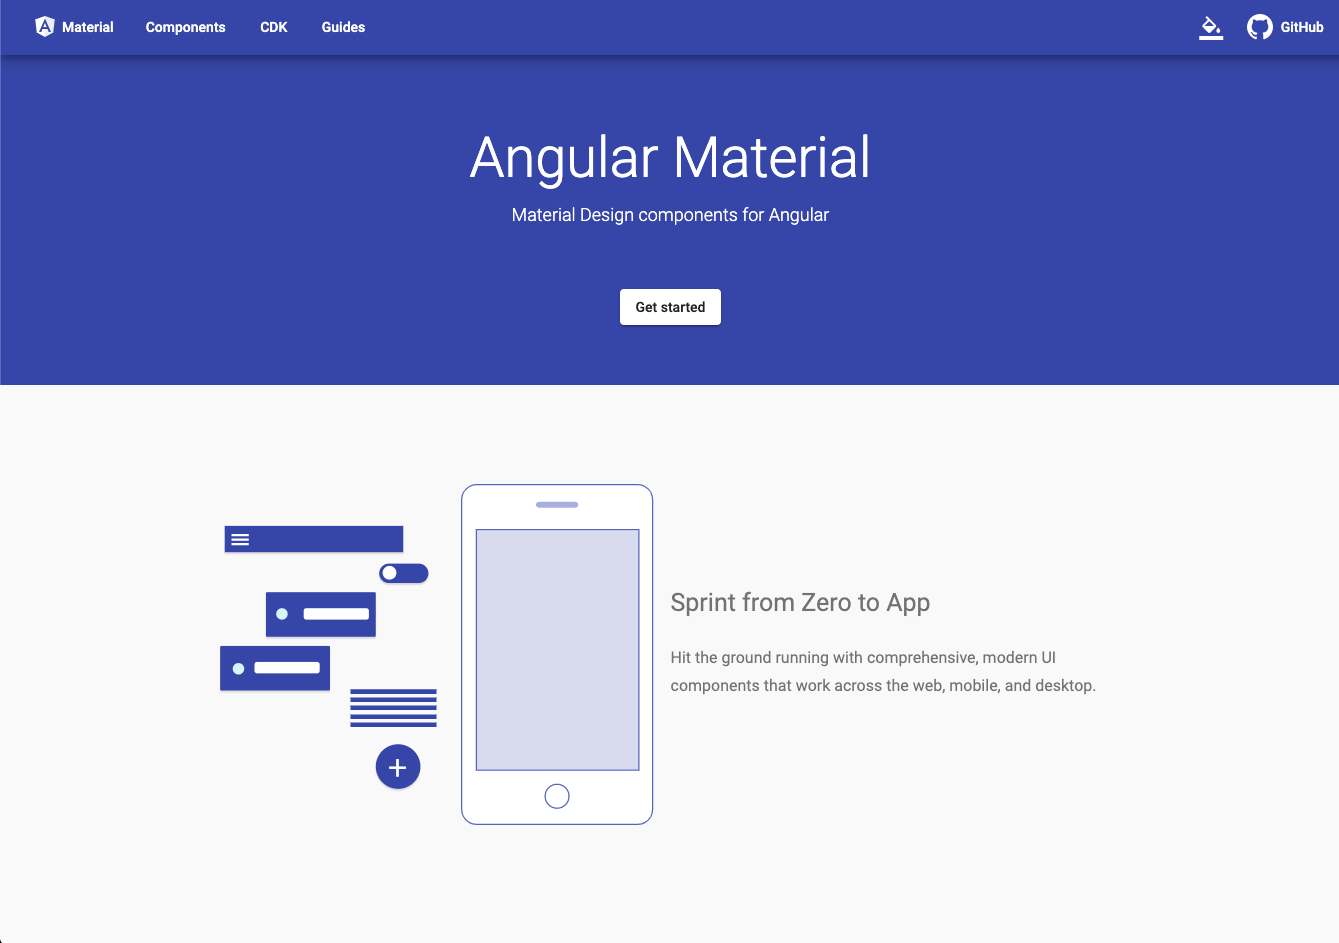 Material Components CDK Guides GitHub
Angular Material
Material Design components for Angular
Get started
Sprint from Zero to App
Hit the ground running with comprehensive, modern UI
components that work across the web, mobile, and desktop.